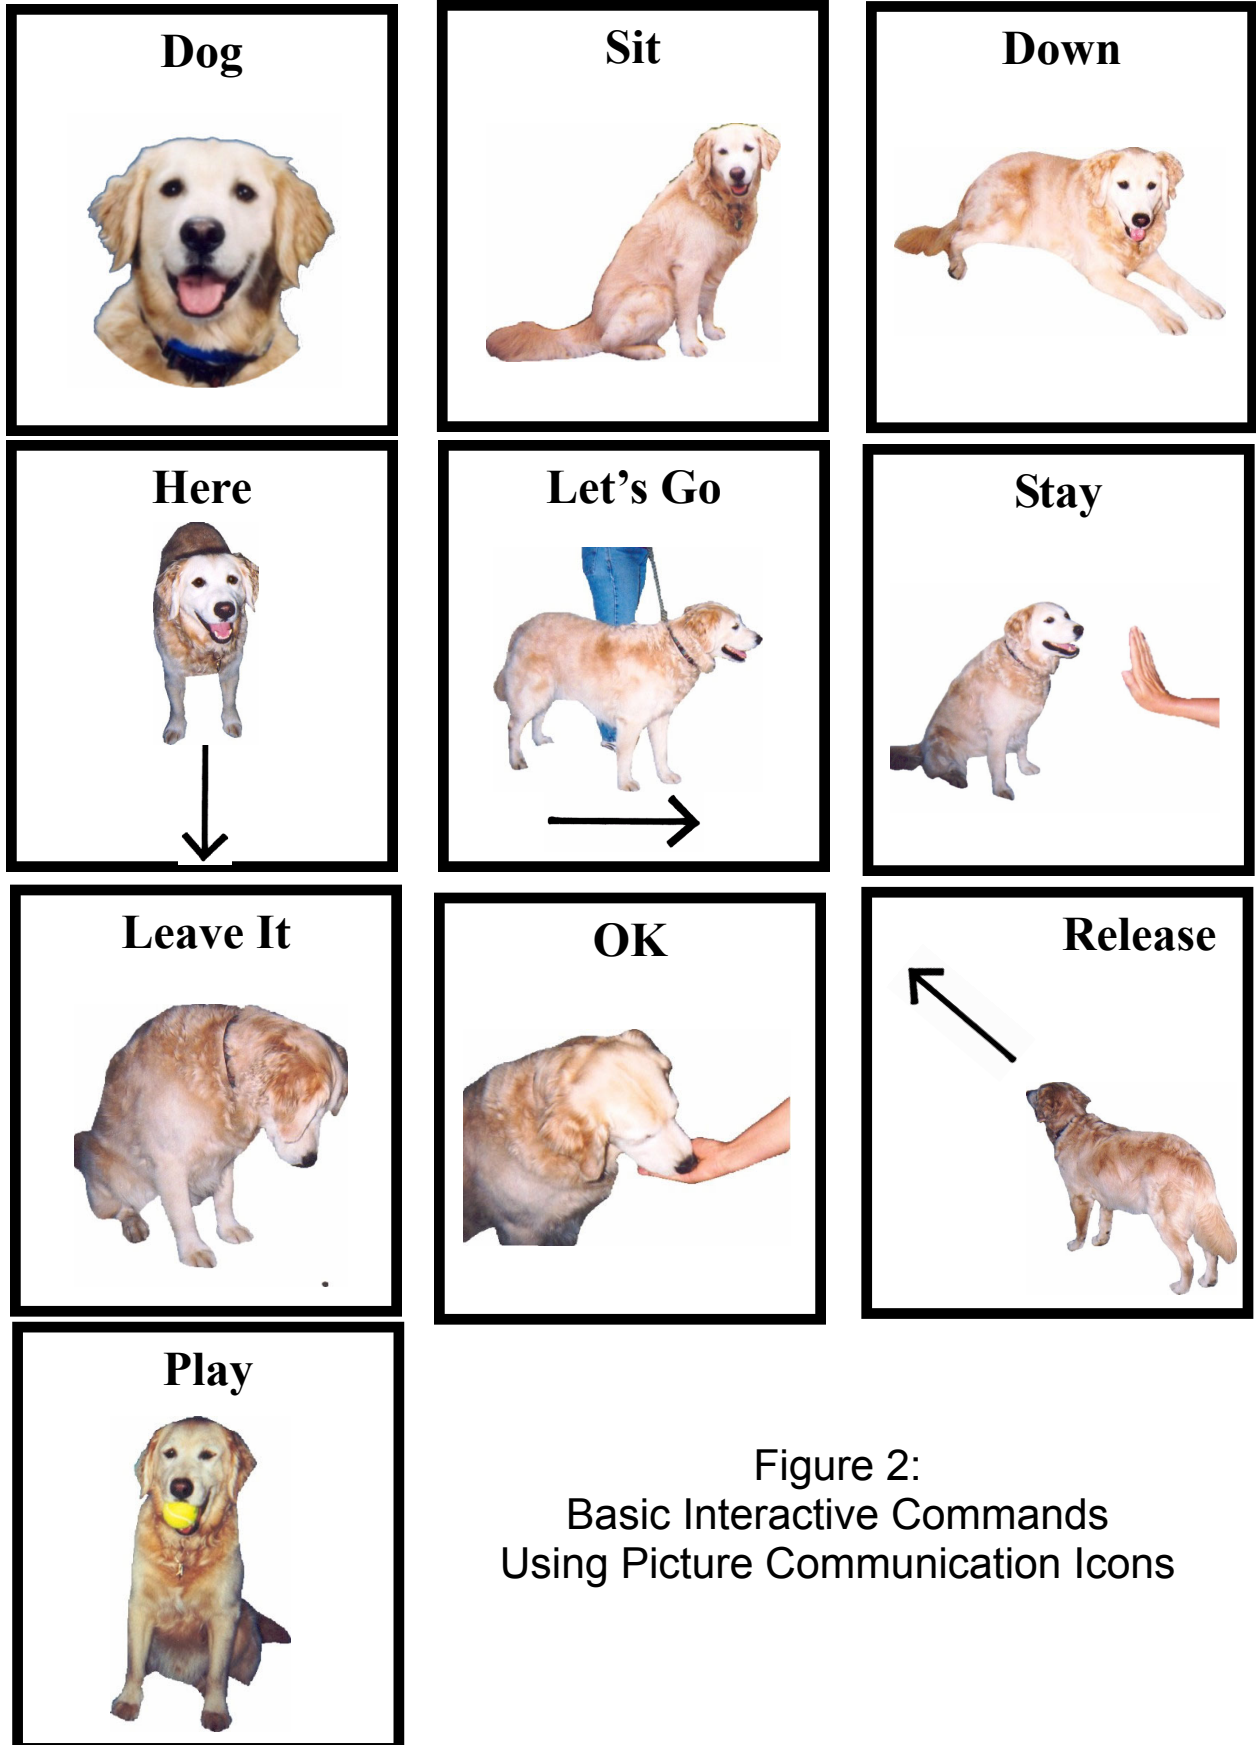 Dog
Sit
Down
Here
Let’s Go
Stay
Leave It
OK
Release
Play
Figure 2:
Basic Interactive Commands
Using Picture Communication Icons